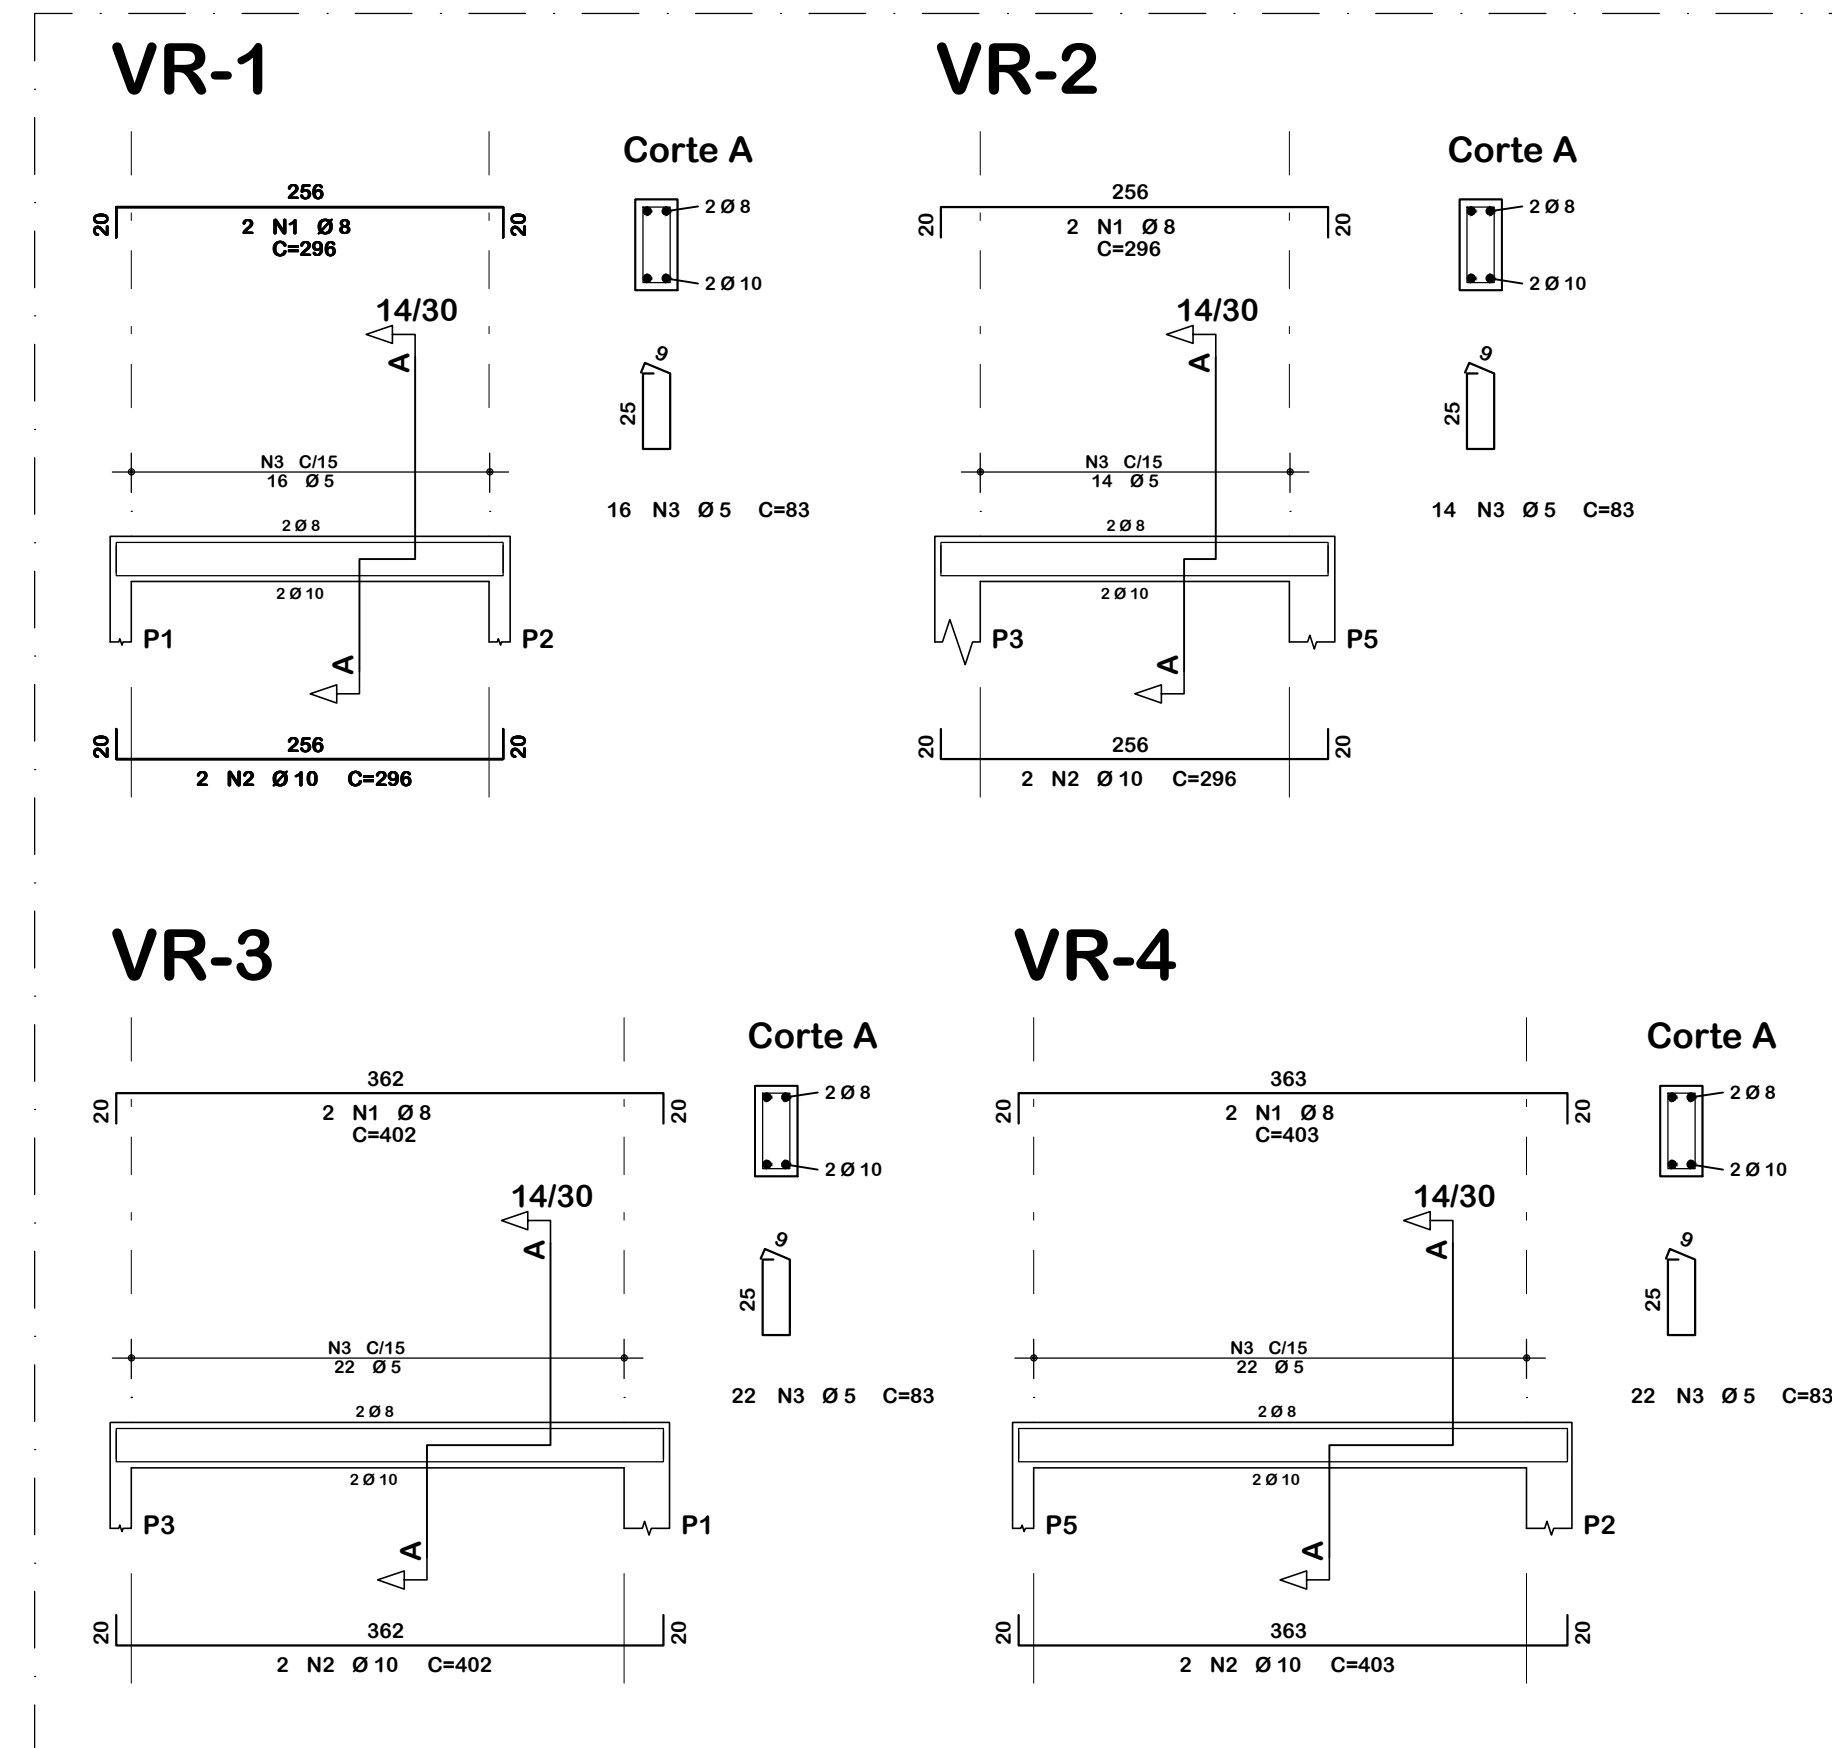 VR-1
Corte A
256
20
20
2 N1 Ø 8
C=296
2 Ø 8
2 Ø 10
14/30
A
9
25
N3 C/15
16 Ø 5
16 N3 Ø 5 C=83
2 Ø 8
2 Ø 10
P1
P2
A
20
256
20
2 N2 Ø 10 C=296
VR-2
Corte A
256
20
20
2 N1 Ø 8
C=296
2 Ø 8
2 Ø 10
14/30
A
9
25
N3 C/15
14 Ø 5
14 N3 Ø 5 C=83
2 Ø 8
2 Ø 10
P3
P5
A
20
256
20
2 N2 Ø 10 C=296
VR-3
Corte A
362
20
20
2 N1 Ø 8
C=402
2 Ø 8
2 Ø 10
14/30
A
9
25
N3 C/15
22 Ø 5
22 N3 Ø 5 C=83
2 Ø 8
2 Ø 10
P3
P1
A
20
362
20
2 N2 Ø 10 C=402
VR-4
Corte A
363
20
20
2 N1 Ø 8
C=403
2 Ø 8
2 Ø 10
14/30
A
9
25
N3 C/15
22 Ø 5
22 N3 Ø 5 C=83
2 Ø 8
2 Ø 10
P5
P2
A
20
363
20
2 N2 Ø 10 C=403